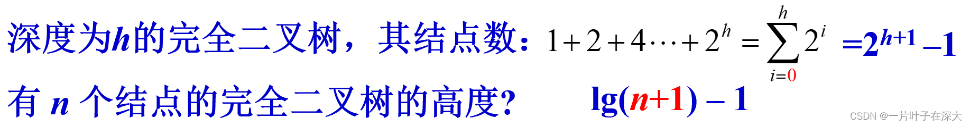 深度为h的完全二叉树，其结点数：1+2+4⋯+2^h = ∑_{i=0}^{h} 2^i =2^{h+1} –1
有 n 个结点的完全二叉树的高度? lg(n+1) – 1
CSDN @一片叶子在深大